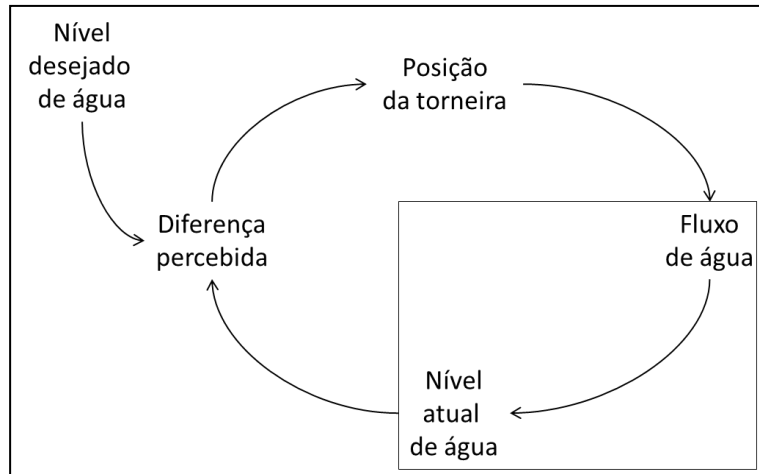 Nível
desejado
de água
Posição
da torneira
Diferença
percebida
Fluxo
de água
Nível
atual
de água